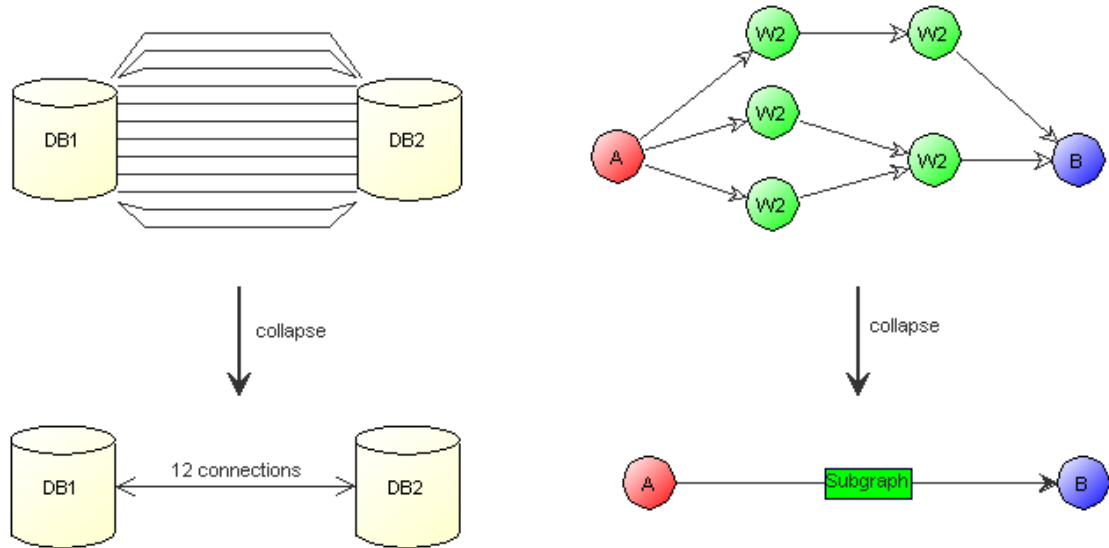 W2
W2
DB1
DB2
W2
A
W2
B
W2
collapse
collapse
12 connections
DB1
DB2
A
Subgraph
B